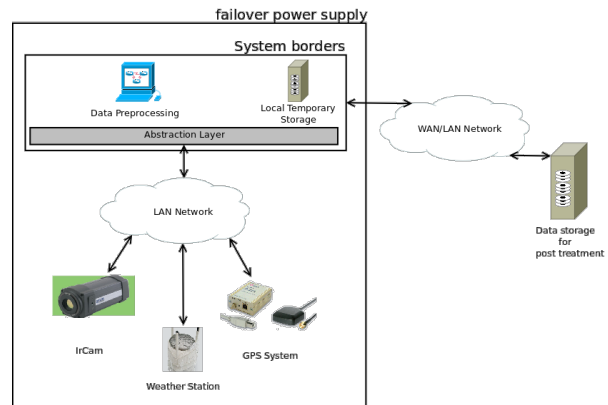 failover power supply
System borders
Data Preprocessing
Local Temporary
Storage
Abstraction Layer
WAN/LAN Network
LAN Network
Data storage
for
post treatment
IrCam
GPS System
Weather Station